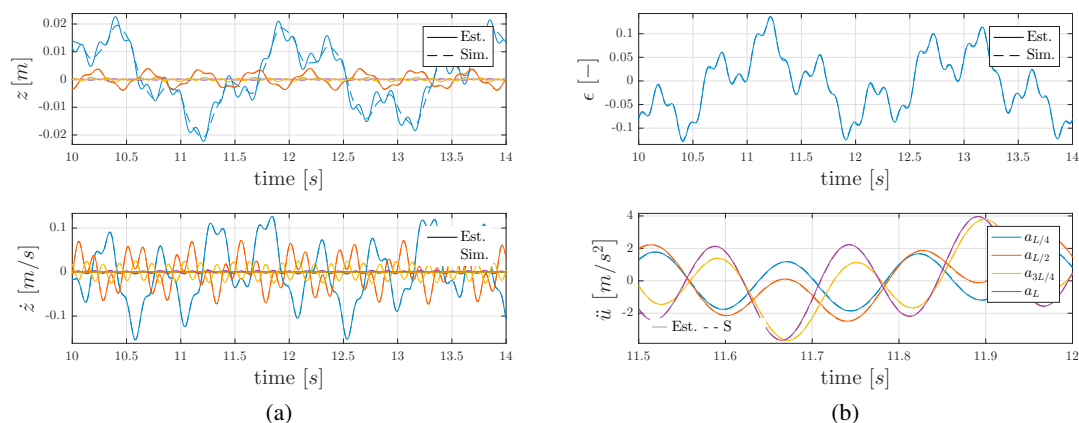 0.02
0.01
0
-0.01
-0.02
z [m]
Est.
Sim.
10 10.5 11 11.5 12 12.5 13 13.5 14
time [s]
0.1
0
-0.1
ż [m/s]
Est.
Sim.
10 10.5 11 11.5 12 12.5 13 13.5 14
time [s]
(a)
0.1
0.05
0
-0.05
-0.1
ϵ [−]
Est.
Sim.
10 10.5 11 11.5 12 12.5 13 13.5 14
time [s]
4
2
0
-2
ü [m/s²]
a_{L/4}
a_{L/2}
a_{3L/4}
a_L
Est. S
11.5 11.6 11.7 11.8 11.9 12
time [s]
(b)